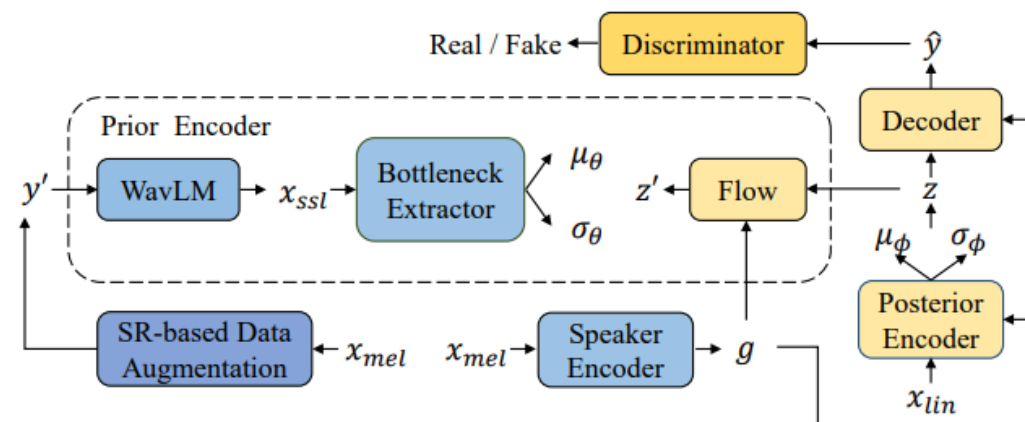 Real / Fake
Discriminator
ŷ
Prior Encoder
Decoder
y′
WavLM
x_ssl
Bottleneck
Extractor
μ_θ
σ_θ
z′
Flow
z
μ_ϕ
σ_ϕ
Posterior
Encoder
SR-based Data
Augmentation
x_mel
x_mel
Speaker
Encoder
g
x_lin